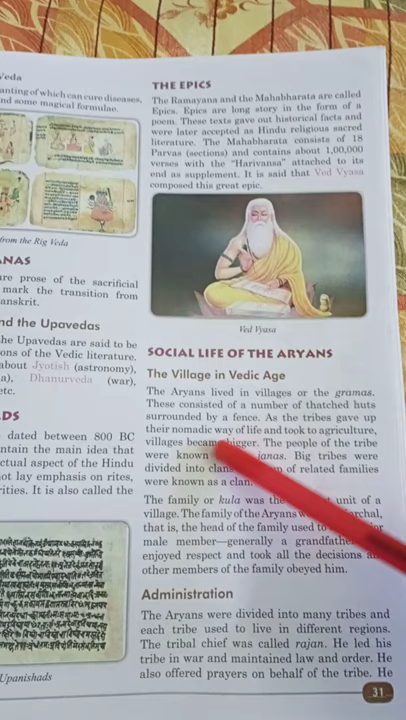 Veda
anting of which can cure diseases,
and some magical formulae.
from the Rig Veda
ANAS
are prose of the sacrificial
mark the transition from
anskrit.
nd the Upavedas
he Upavedas are said to be
ons of the Vedic literature.
about Jyotish (astronomy),
a), Dhanurveda (war),
etc.
DS
dated between 800 BC
ntain the main idea that
ctual aspect of the Hindu
not lay emphasis on rites,
rities. It is also called the
Upanishads
THE EPICS
The Ramayana and the Mahabharata are called
Epics. Epics are long story in the form of a
poem. These texts gave out historical facts and
were later accepted as Hindu religious sacred
literature. The Mahabharata consists of 18
Parvas (sections) and contains about 1,00,000
verses with the "Harivansa" attached to its
end as supplement. It is said that Ved Vyasa
composed this great epic.
Ved Vyasa
SOCIAL LIFE OF THE ARYANS
The Village in Vedic Age
The Aryans lived in villages or the gramas.
These consisted of a number of thatched huts
surrounded by a fence. As the tribes gave up
their nomadic way of life and took to agriculture,
villages became bigger. The people of the tribe
were known janas. Big tribes were
divided into clans of related families
were known as a clan.
The family or kula was the unit of a
village. The family of the Aryans
that is, the head of the family used to
male member—generally a grandfather
enjoyed respect and took all the decisions
other members of the family obeyed him.
Administration
The Aryans were divided into many tribes and
each tribe used to live in different regions.
The tribal chief was called rajan. He led his
tribe in war and maintained law and order. He
also offered prayers on behalf of the tribe. He
31